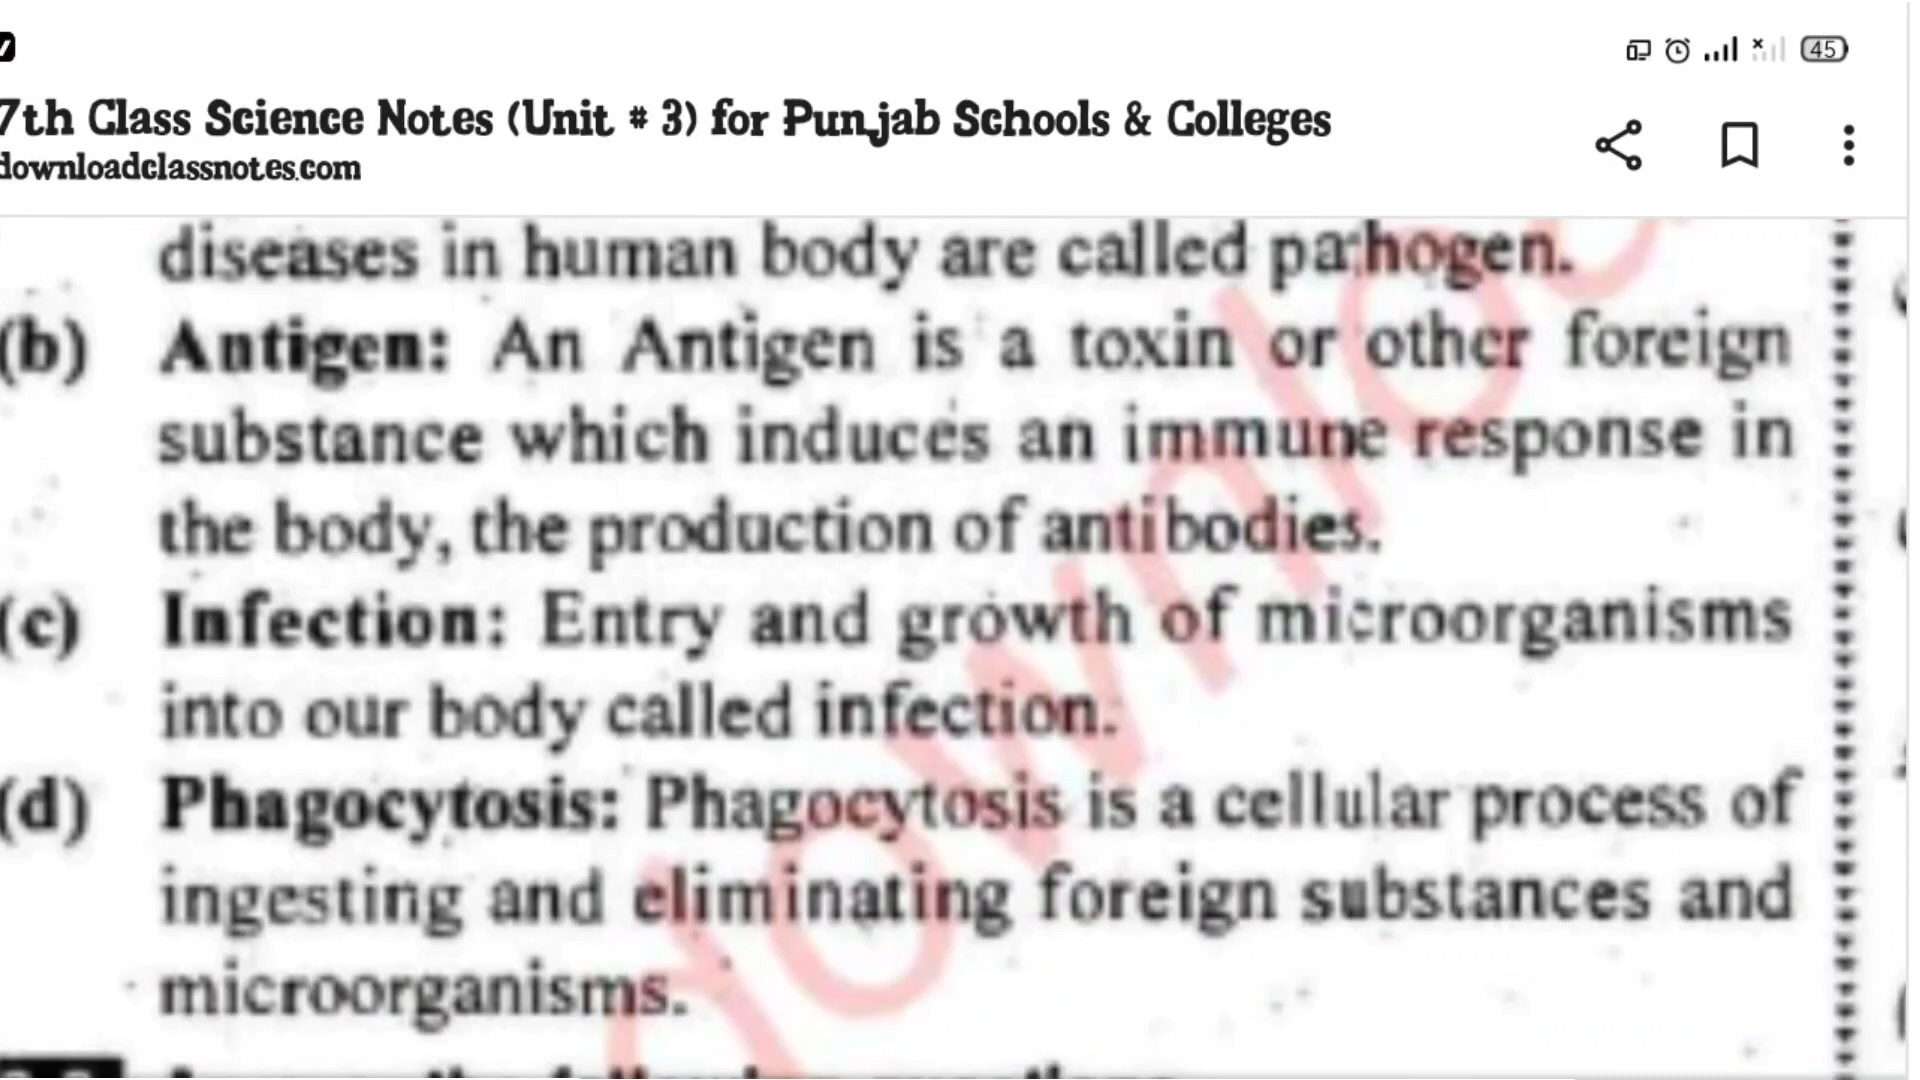 45
7th Class Science Notes (Unit # 3) for Punjab Schools & Colleges
downloadclassnotes.com
diseases in human body are called pathogen.
(b) Antigen: An Antigen is a toxin or other foreign
substance which induces an immune response in
the body, the production of antibodies.
(c) Infection: Entry and growth of microorganisms
into our body called infection.
(d) Phagocytosis: Phagocytosis is a cellular process of
ingesting and eliminating foreign substances and
microorganisms.